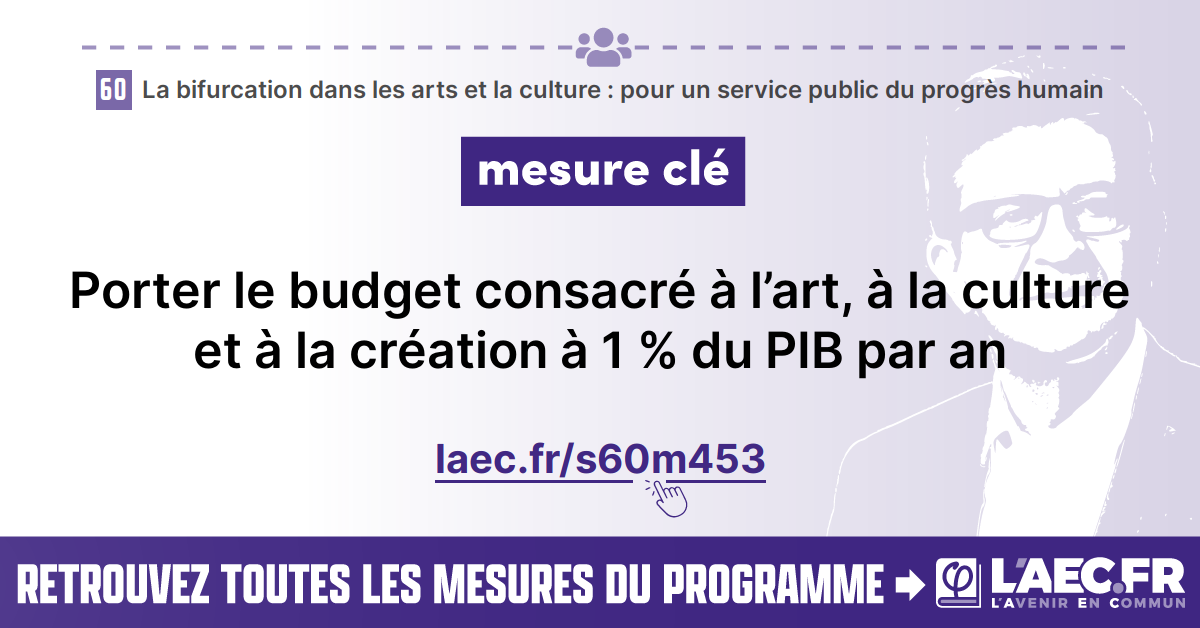 60 La bifurcation dans les arts et la culture : pour un service public du progrès humain
mesure clé
Porter le budget consacré à l’art, à la culture
et à la création à 1 % du PIB par an
laec.fr/s60m453
RETROUVEZ TOUTES LES MESURES DU PROGRAMME
φ L'AEC.FR
L'AVENIR EN COMMUN